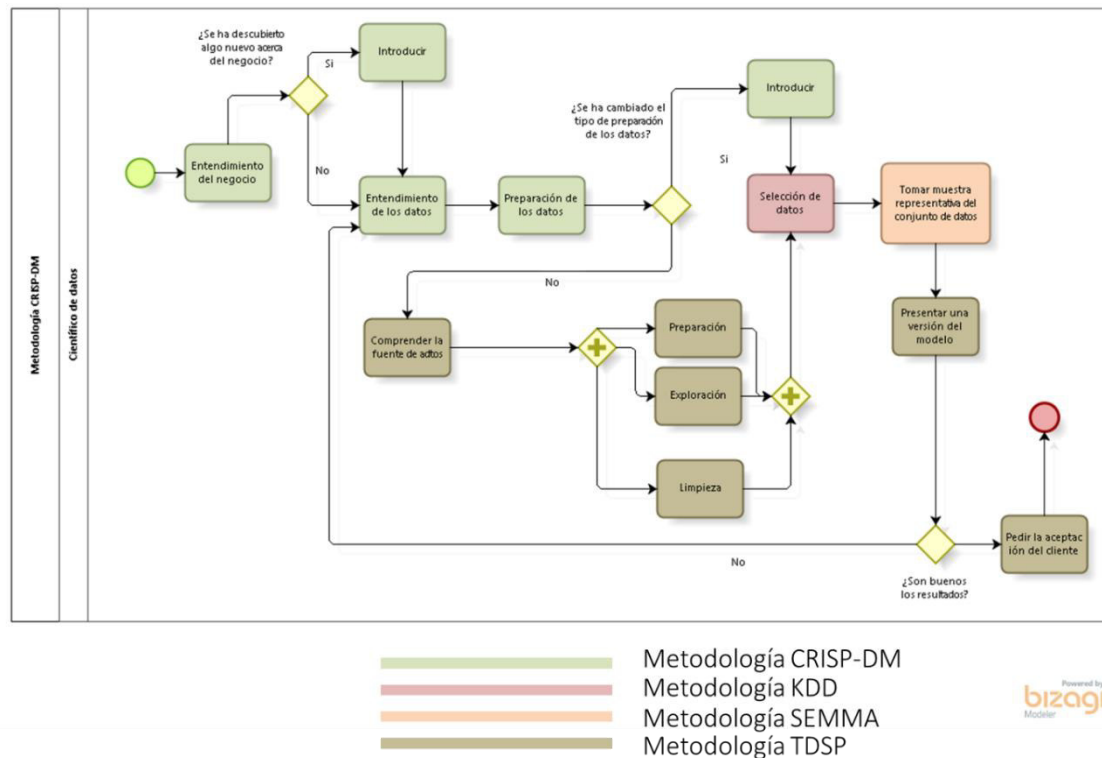 Metodología CRISP-DM
Científico de datos
¿Se ha descubierto
algo nuevo acerca
del negocio?
Si
Introducir
Entendimiento
del negocio
No
Entendimiento
de los datos
Preparación de
los datos
¿Se ha cambiado el
tipo de preparación
de los datos?
Si
Introducir
Selección de
datos
Tomar muestra
representativa del
conjunto de datos
No
Comprender la
fuente de adtos
Preparación
Exploración
Limpieza
Presentar una
versión del
modelo
No
¿Son buenos
los resultados?
Pedir la aceptac
ión del cliente
Metodología CRISP-DM
Metodología KDD
Metodología SEMMA
Metodología TDSP
Powered by
bizagi
Modeler